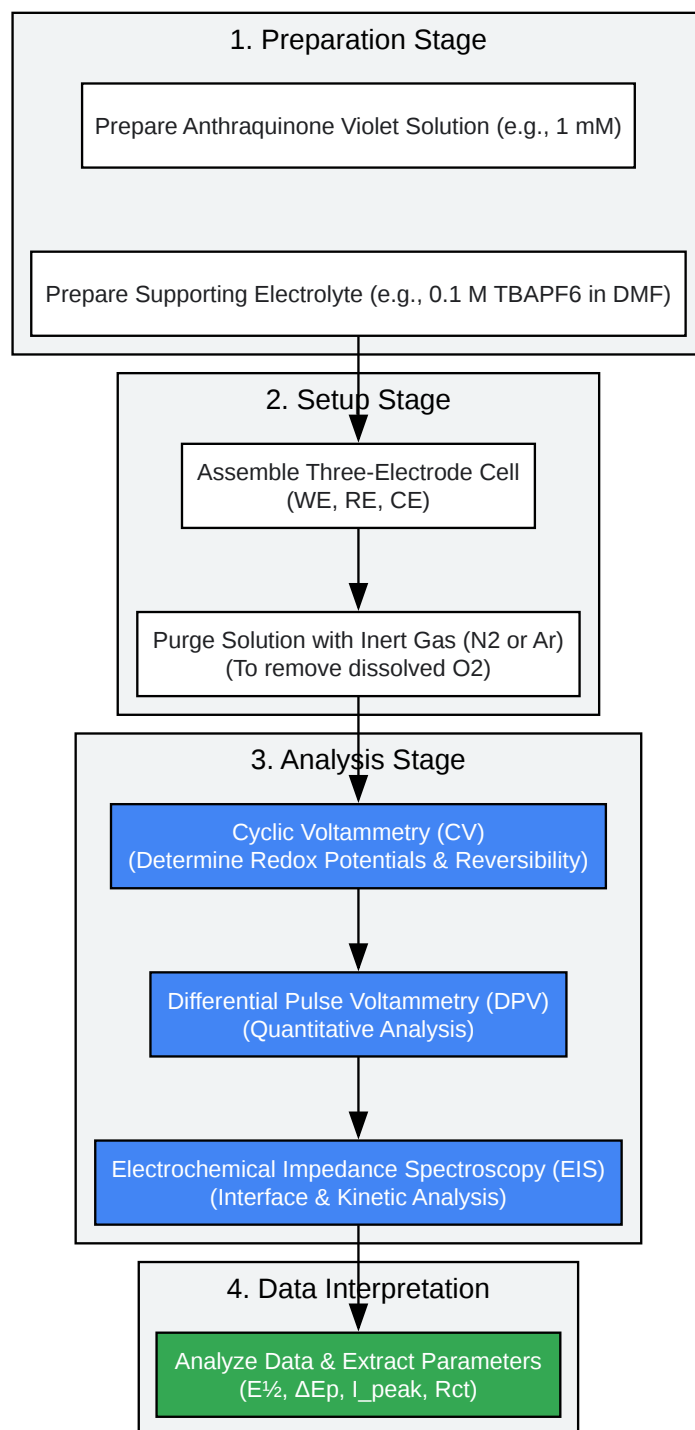 1. Preparation Stage
Prepare Anthraquinone Violet Solution (e.g., 1 mM)
Prepare Supporting Electrolyte (e.g., 0.1 M TBAPF6 in DMF)
2. Setup Stage
Assemble Three-Electrode Cell
(WE, RE, CE)
Purge Solution with Inert Gas (N2 or Ar)
(To remove dissolved O2)
3. Analysis Stage
Cyclic Voltammetry (CV)
(Determine Redox Potentials & Reversibility)
Differential Pulse Voltammetry (DPV)
(Quantitative Analysis)
Electrochemical Impedance Spectroscopy (EIS)
(Interface & Kinetic Analysis)
4. Data Interpretation
Analyze Data & Extract Parameters
(E½, ΔEp, I_peak, Rct)